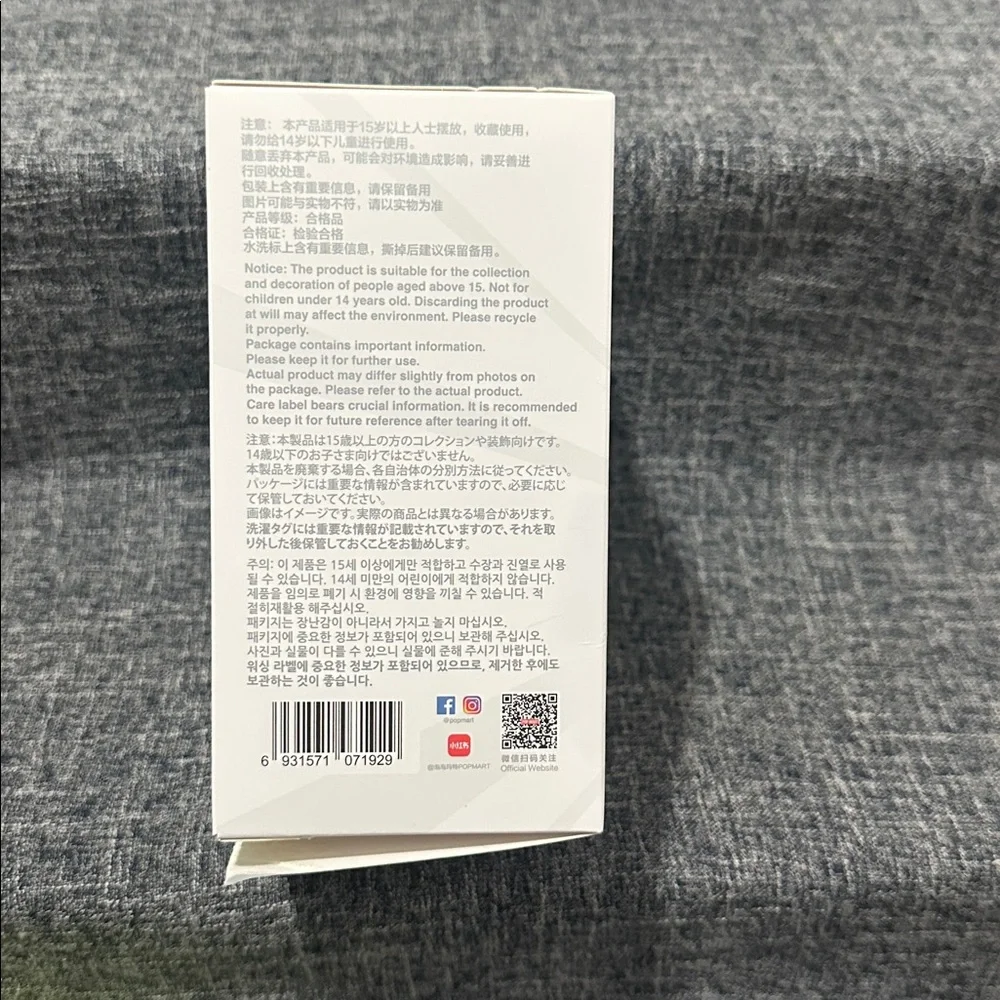 注意： 本产品适用于15岁以上人士摆放，收藏使用，
请勿给14岁以下儿童进行使用。
随意丢弃本产品，可能会对环境造成影响，请妥善进
行回收处理。
包装上含有重要信息，请保留备用
图片可能与实物不符，请以实物为准
产品等级：合格品
合格证：检验合格
水洗标上含有重要信息，撕掉后建议保留备用。
Notice: The product is suitable for the collection
and decoration of people aged above 15. Not for
children under 14 years old. Discarding the product
at will may affect the environment. Please recycle
it properly.
Package contains important information.
Please keep it for further use.
Actual product may differ slightly from photos on
the package. Please refer to the actual product.
Care label bears crucial information. It is recommended
to keep it for future reference after tearing it off.
注意：本製品は15歳以上の方のコレクションや装飾向けです。
14歳以下のお子さま向けではございません。
本製品を廃棄する場合、各自治体の分別方法に従ってください。
パッケージには重要な情報が含まれていますので、必要に応じ
て保管しておいてください。
画像はイメージです。実際の商品とは異なる場合があります。
洗濯タグには重要な情報が記載されていますので、それを取
り外した後保管しておくことをお勧めします。
주의: 이 제품은 15세 이상에게만 적합하고 수장과 진열로 사용
될 수 있습니다. 14세 미만의 어린이에게 적합하지 않습니다.
제품을 임의로 폐기 시 환경에 영향을 끼칠 수 있습니다. 적
절히재활용 해주십시오.
패키지는 장난감이 아니라서 가지고 놀지 마십시오.
패키지에 중요한 정보가 포함되어 있으니 보관해 주십시오.
사진과 실물이 다를 수 있으니 실물에 준해 주시기 바랍니다.
워싱 라벨에 중요한 정보가 포함되어 있으므로, 제거한 후에도
보관하는 것이 좋습니다.
6 931571 071929
@popmart
小红书
@泡泡玛特POPMART
微信扫码关注
Official Website